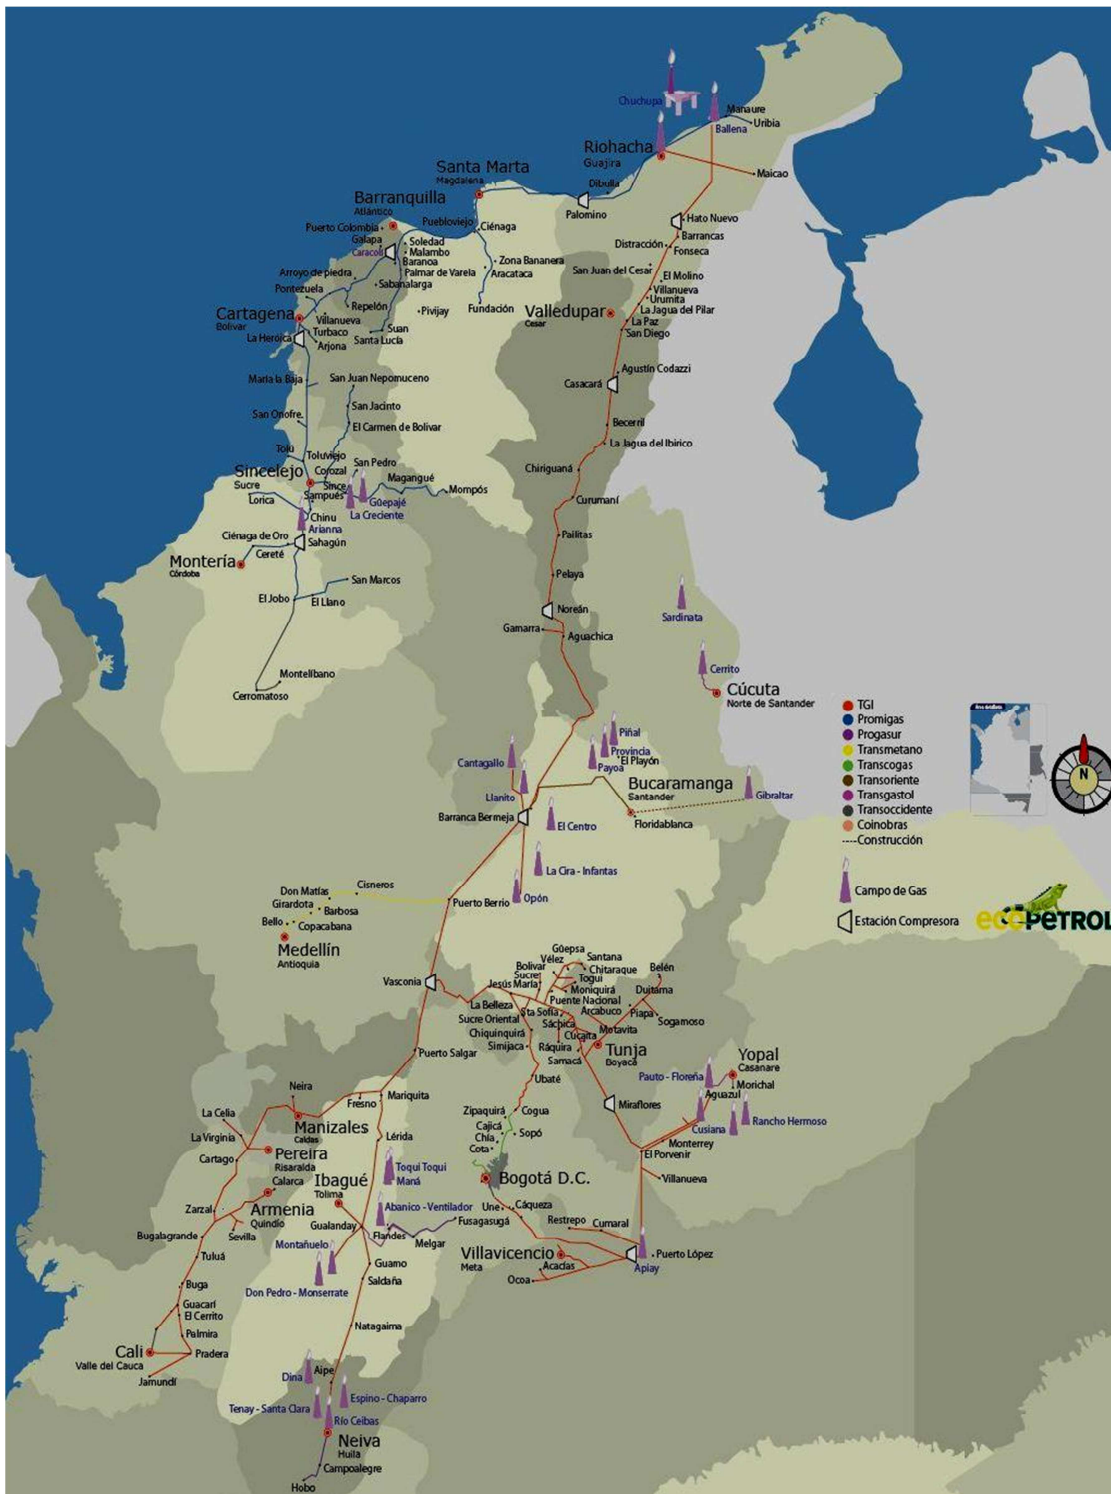 Chuchupa
Manaure
Uribia
Ballena
Riohacha
Guajira
Maicao
Santa Marta
Magdalena
Dibulla
Palomino
Barranquilla
Atlántico
Puerto Colombia
Galapa
Caracoli
Puebloviejo
Ciénaga
Soledad
Malambo
Baranoa
Palmar de Varela
Sabanalarga
Zona Bananera
Aracataca
Fundación
Hato Nuevo
Barrancas
Distracción
Fonseca
San Juan del Cesar
El Molino
Villanueva
Urumita
La Jagua del Pilar
La Paz
San Diego
Valledupar
Cesar
Arroyo de piedra
Pontezuela
Repelón
Pivijay
Cartagena
Bolivar
Villanueva
Turbaco
Arjona
Suan
Santa Lucía
La Heróica
Agustín Codazzi
Casacará
María la Baja
San Juan Nepomuceno
San Jacinto
San Onofre
El Carmen de Bolivar
Becerril
La Jagua del Ibirico
Tolú
Toluviejo
Sincelejo
Sucre
Corozal
San Pedro
Since
Sampués
Magangué
Mompós
Güepajé
La Creciente
Lorica
Chinu
Arianna
Chiriguaná
Curumaní
Ciénaga de Oro
Sahagún
Cereté
Montería
Córdoba
Pailitas
San Marcos
El Jobo
El Llano
Pelaya
Noreán
Gamarra
Aguachica
Sardinata
Montelíbano
Cerromatoso
Cerrito
Cúcuta
Norte de Santander
TGI
Promigas
Progasur
Transmetano
Transcogas
Transoriente
Transgastol
Transoccidente
Coinobras
Construcción
Campo de Gas
Estación Compresora
N
ecOPETROL
Piñal
Provincia
El Playón
Payoa
Cantagallo
Llanito
Bucaramanga
Santander
Gibraltar
Barranca Bermeja
El Centro
Floridablanca
La Cira - Infantas
Opón
Cisneros
Don Matías
Girardota
Barbosa
Bello
Copacabana
Puerto Berrio
Medellín
Antioquia
Vasconia
Güepsa
Vélez
Santana
Bolivar
Sucre
Chitaraque
Jesús María
Togui
Moniquirá
Belén
Duitama
La Belleza
Puente Nacional
Arcabuco
Sta Sofía
Sucre Oriental
Sáchica
Piapa
Sogamoso
Chiquinquirá
Cucaita
Motavita
Simijaca
Ráquira
Samacá
Tunja
Boyacá
Puerto Salgar
Ubaté
Yopal
Casanare
Pauto - Floreña
Morichal
Aguazul
Miraflores
Cusiana
Rancho Hermoso
Neira
Fresno
Mariquita
La Celia
Manizales
Caldas
La Virginia
Zipaquirá
Cogua
Cajicá
Chía
Sopó
Cota
Lérida
Monterrey
El Porvenir
Cartago
Pereira
Risaralda
Ibagué
Tolima
Toqui Toqui
Maná
Bogotá D.C.
Villanueva
Calarca
Armenia
Quindío
Zarzal
Sevilla
Abanico - Ventilador
Une
Cáqueza
Fusagasugá
Restrepo
Cumaral
Gualanday
Flandes
Melgar
Bugalagrande
Tuluá
Montañuelo
Guamo
Villavicencio
Meta
Acacías
Ocoa
Puerto López
Apiay
Buga
Saldaña
Don Pedro - Monserrate
Guacarí
El Cerrito
Natagaima
Palmira
Cali
Valle del Cauca
Pradera
Jamundí
Dina
Aipe
Espino - Chaparro
Tenay - Santa Clara
Río Ceibas
Neiva
Huila
Campoalegre
Hobo